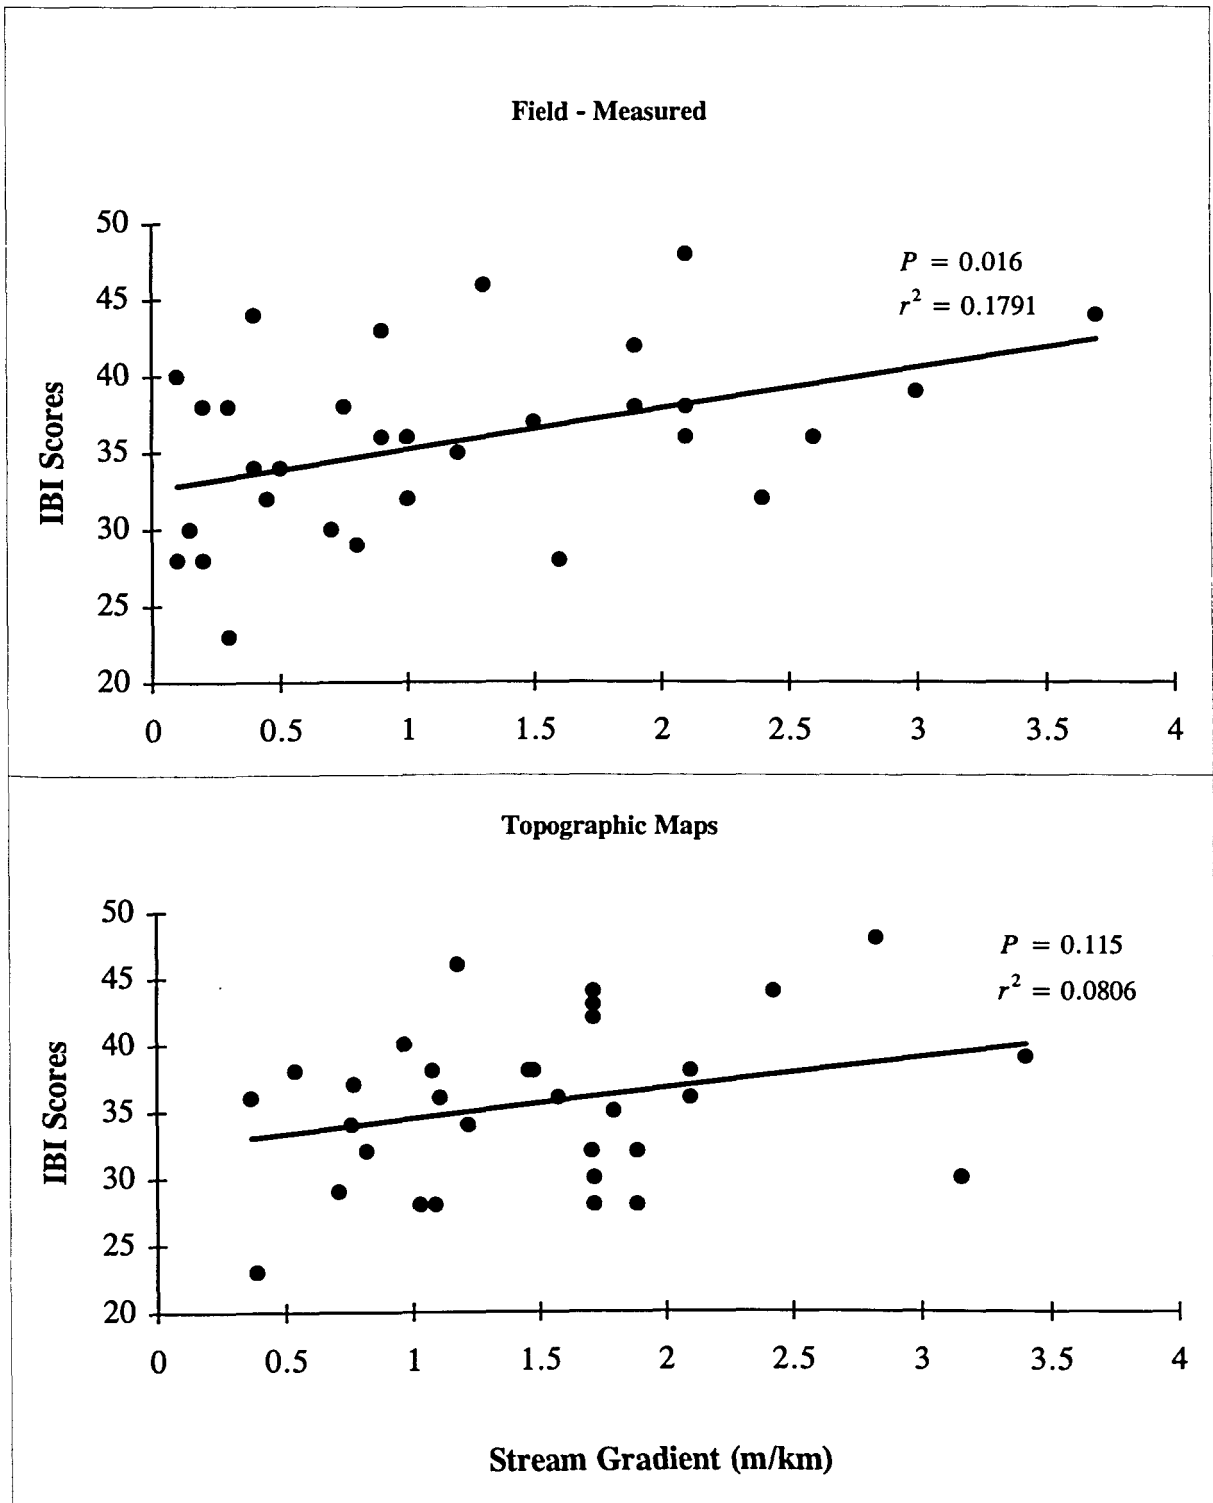 Field - Measured
50
45
40
35
30
25
20
IBI Scores
P = 0.016
r² = 0.1791
0 0.5 1 1.5 2 2.5 3 3.5 4
Topographic Maps
50
45
40
35
30
25
20
IBI Scores
P = 0.115
r² = 0.0806
0 0.5 1 1.5 2 2.5 3 3.5 4
Stream Gradient (m/km)